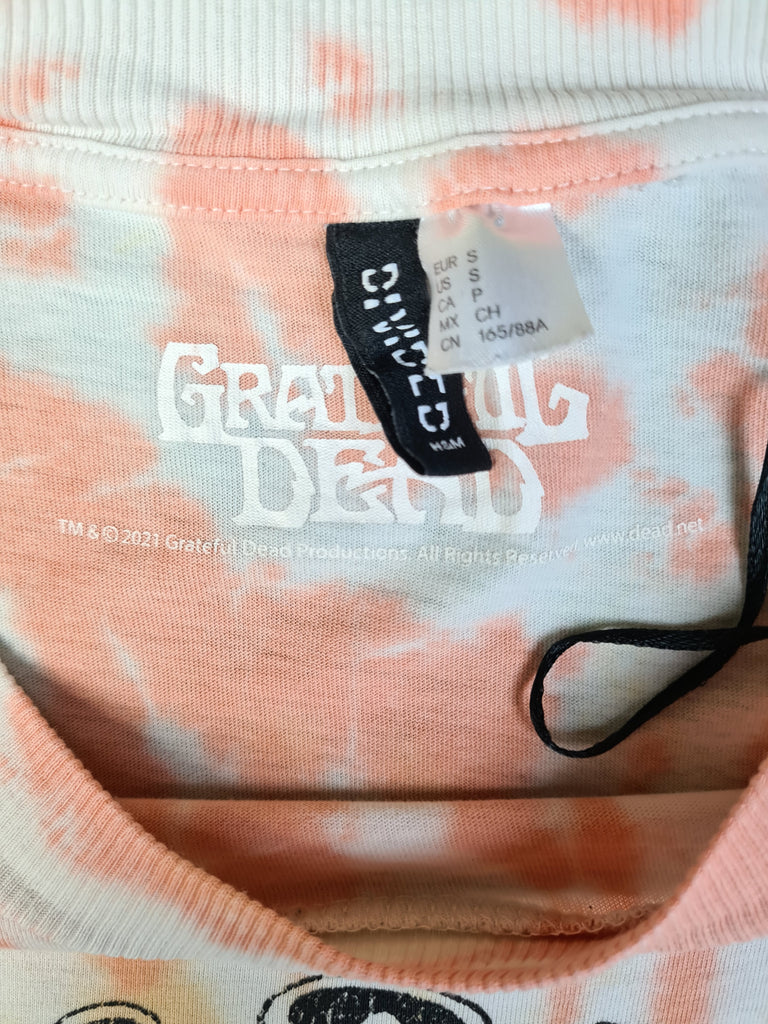 EUR S
US S
CA P
MX CH
CN 165/88A
DIVIDED
H&M
GRATEFUL
DEAD
TM & © 2021 Grateful Dead Productions. All Rights Reserved www.dead.net